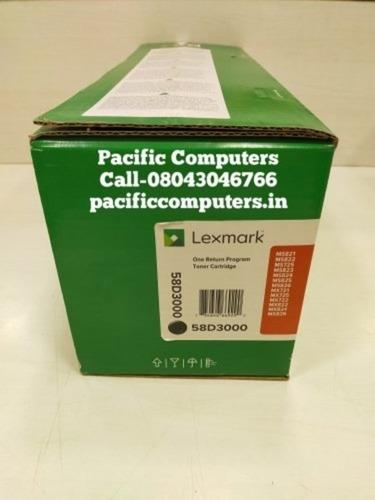 Pacific Computers
Call-08043046766
pacificcomputers.in
Lexmark
One Return Program
Toner Cartridge
58D3000
58D3000
MS821
MS822
MS725
MS823
MS824
MS825
MS826
MX721
MX725
MX722
MX822
MX824
MX826